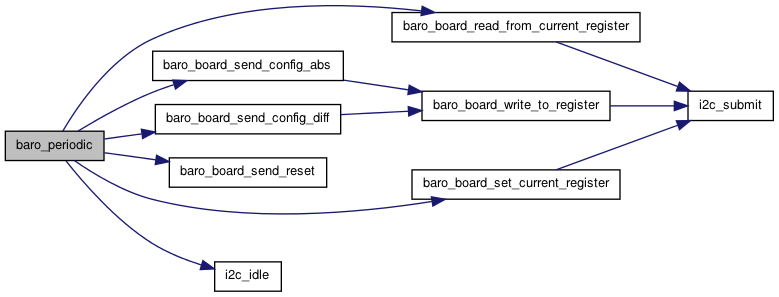 baro_board_read_from_current_register
baro_board_send_config_abs
baro_board_write_to_register
i2c_submit
baro_board_send_config_diff
baro_periodic
baro_board_send_reset
baro_board_set_current_register
i2c_idle